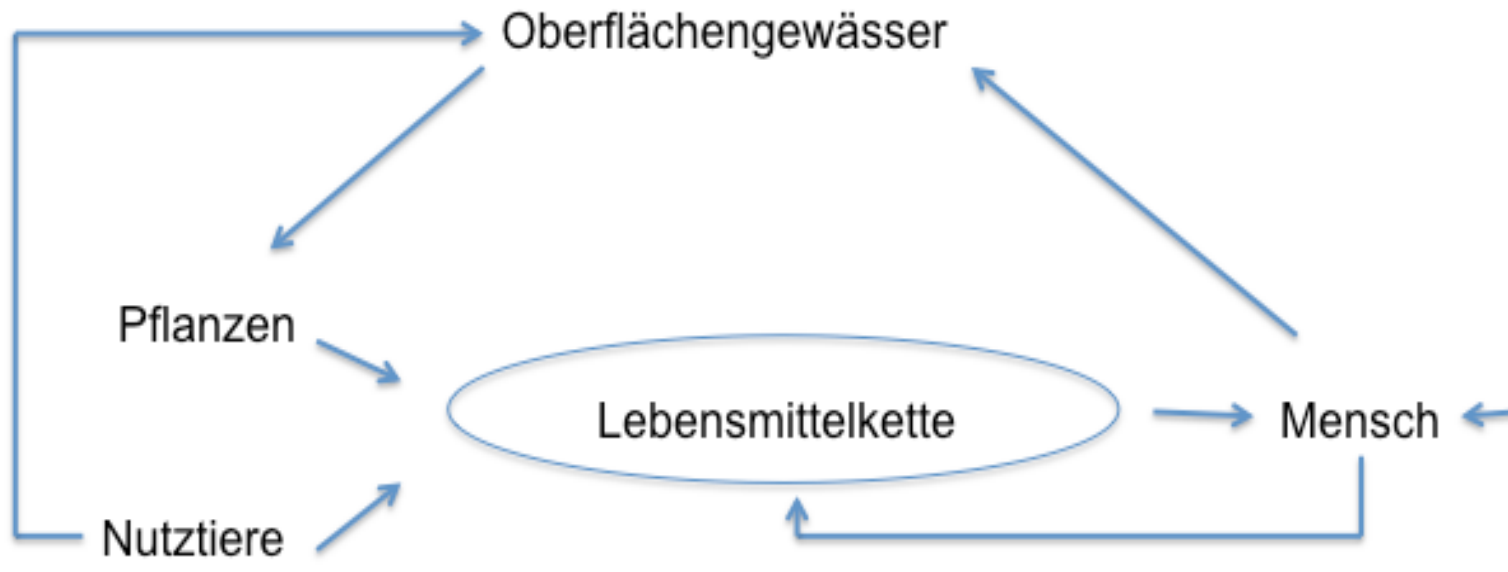 Oberflächengewässer
Pflanzen
Lebensmittelkette
Mensch
Nutztiere